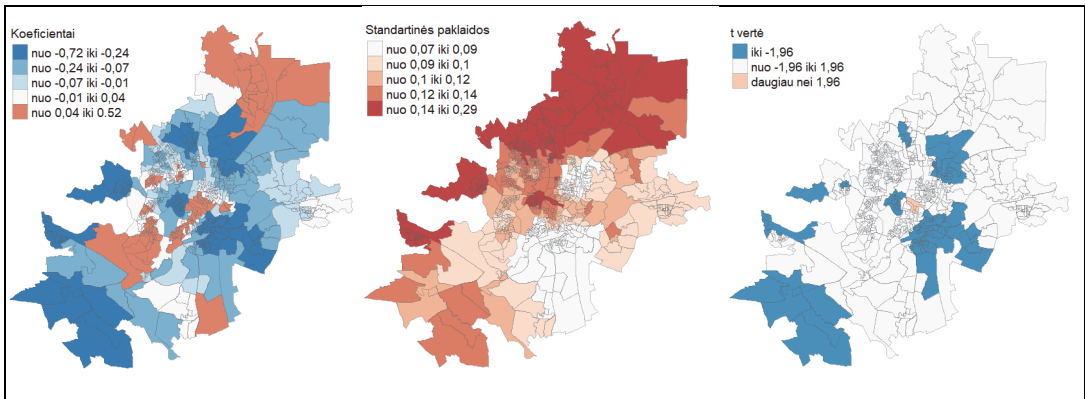 Koeficientai
nuo -0,72 iki -0,24
nuo -0,24 iki -0,07
nuo -0,07 iki -0,01
nuo -0,01 iki 0,04
nuo 0,04 iki 0.52
Standartinės paklaidos
nuo 0,07 iki 0,09
nuo 0,09 iki 0,1
nuo 0,1 iki 0,12
nuo 0,12 iki 0,14
nuo 0,14 iki 0,29
t vertė
iki -1,96
nuo -1,96 iki 1,96
daugiau nei 1,96